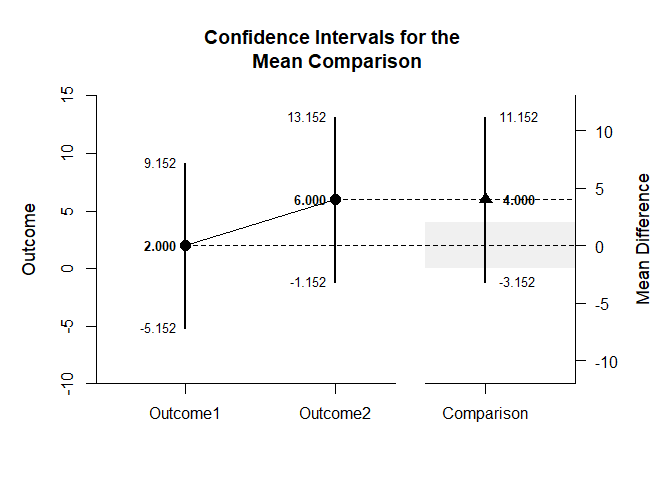 Confidence Intervals for the
Mean Comparison
Outcome
15
10
5
0
-5
-10
9.152
2.000
-5.152
13.152
6.000
-1.152
11.152
4.000
-3.152
10
5
0
-5
-10
Mean Difference
Outcome1
Outcome2
Comparison